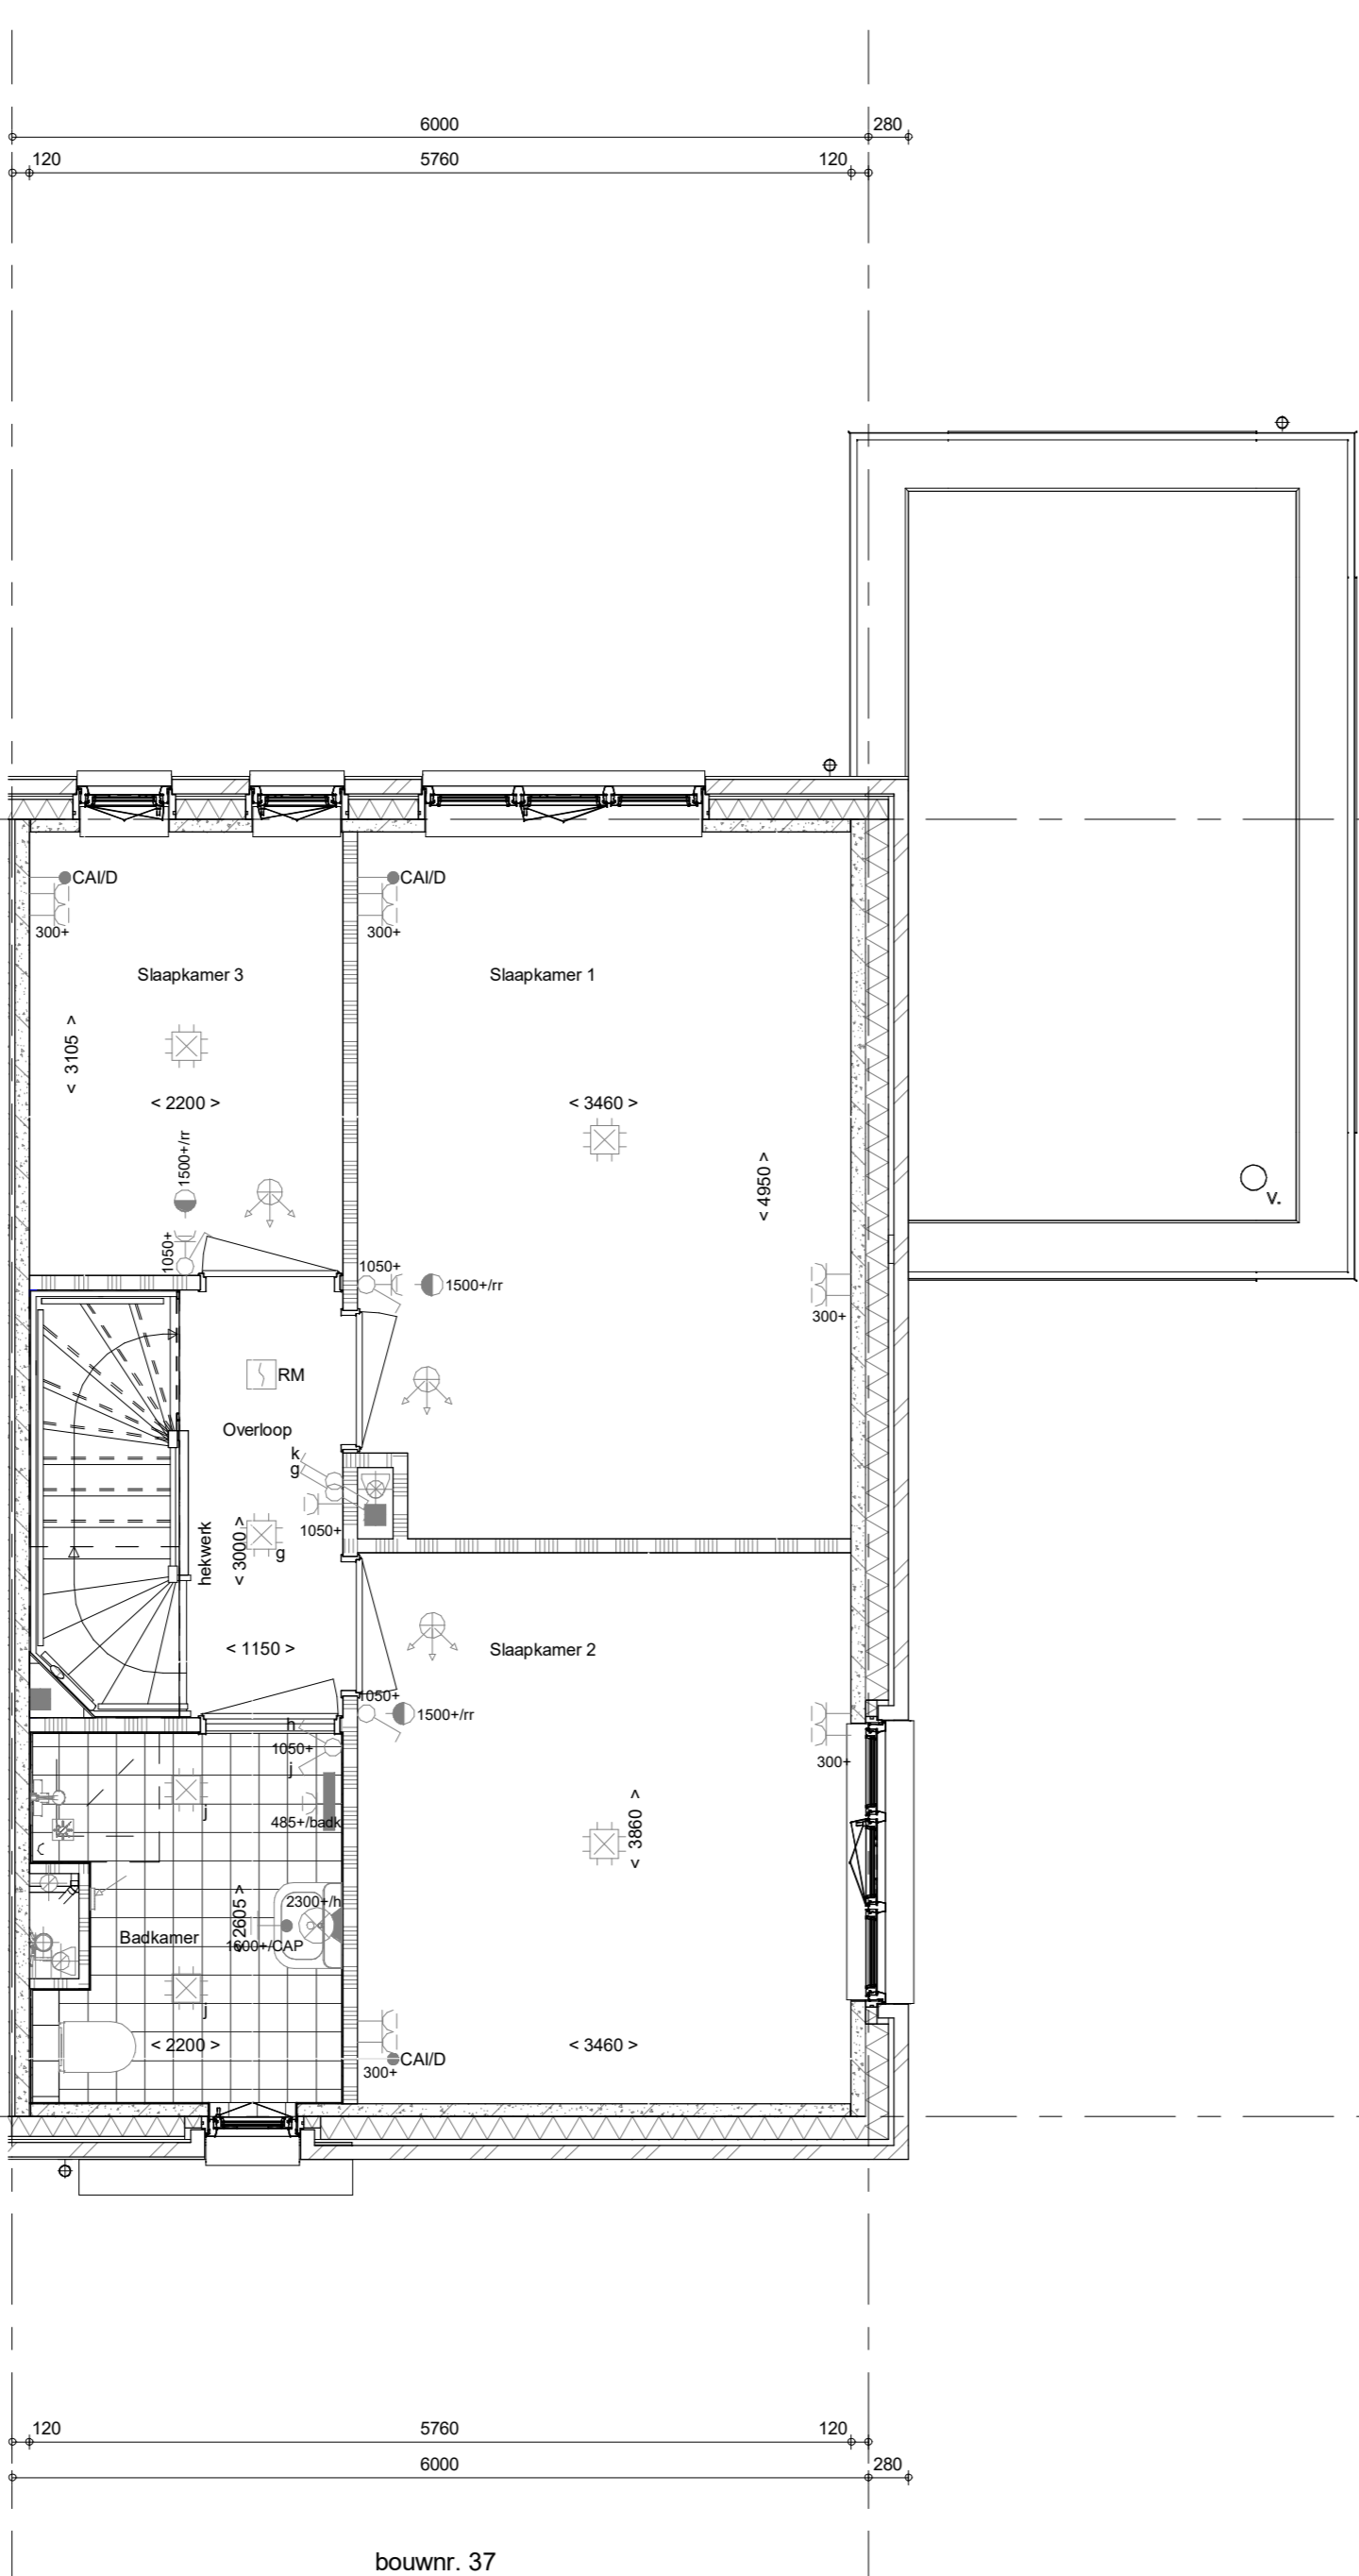 6000
280
120
5760
120
CAI/D
CAI/D
300+
300+
Slaapkamer 3
Slaapkamer 1
< 3105 >
< 2200 >
< 3460 >
1500+/rr
< 4950 >
V.
1050+
1050+
1500+/rr
300+
RM
Overloop
k
g
1050+
hekwerk
< 3000 >
g
< 1150 >
Slaapkamer 2
1050+
1500+/rr
h
1050+
j
300+
j
485+/badk
< 3860 >
2300+/h
< 2605 >
Badkamer
1600+/CAP
j
< 2200 >
< 3460 >
CAI/D
300+
120
5760
120
6000
280
bouwnr. 37